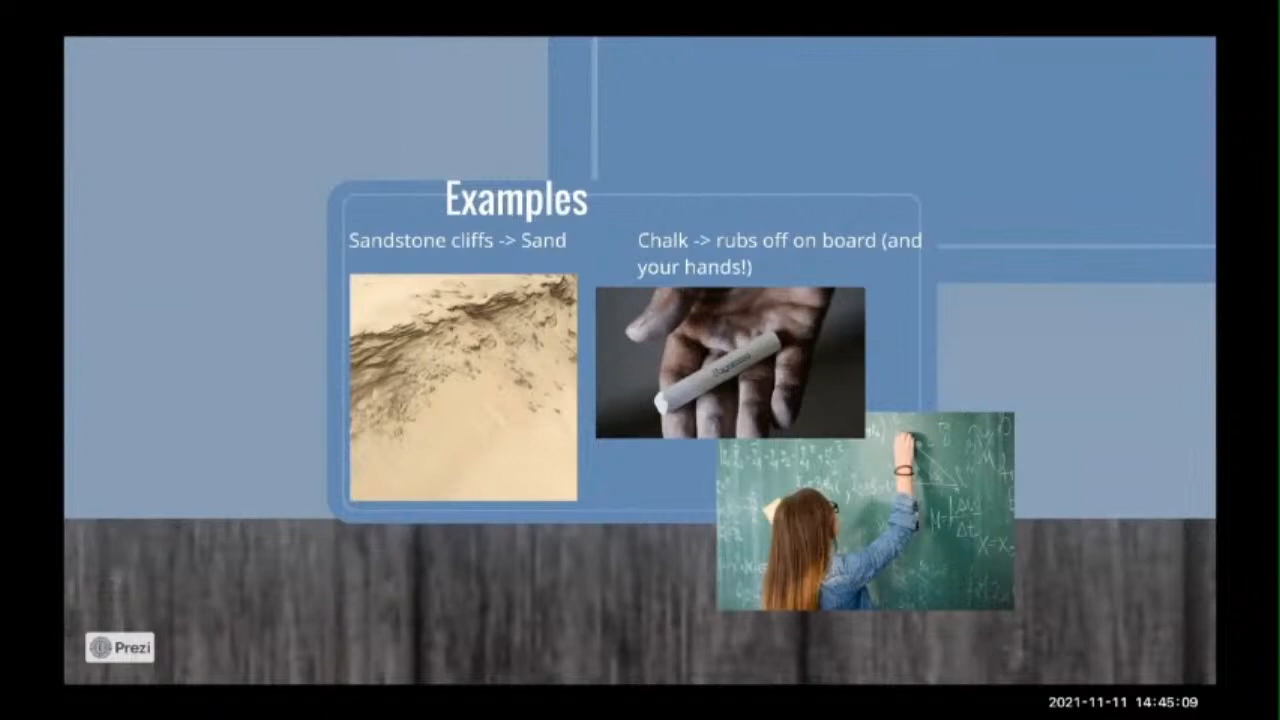 Examples
Sandstone cliffs -> Sand
Chalk -> rubs off on board (and
your hands!)
M=
Δt
Prezi
2021-11-11 14:45:09